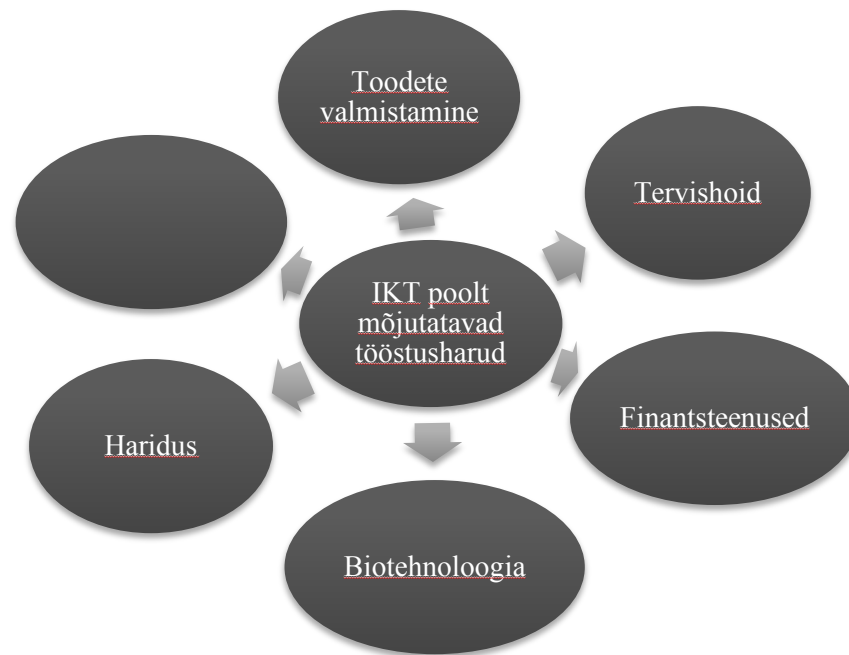 Toodete
valmistamine
Tervishoid
IKT poolt
mõjutatavad
tööstusharud
Finantsteenused
Haridus
Biotehnoloogia